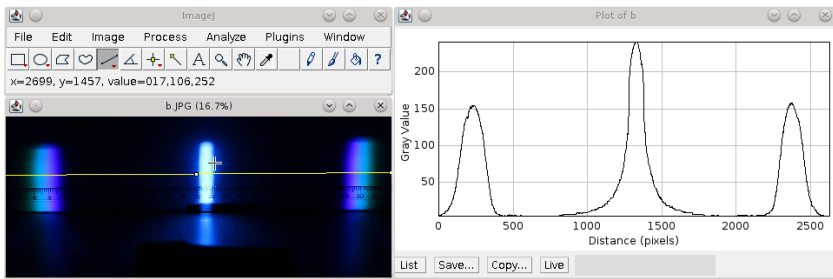 ImageJ
File Edit Image Process Analyze Plugins Window
A ?
x=2699, y=1457, value=017,106,252
b.JPG (16.7%)
Plot of b
Gray Value
200
150
100
50
0 500 1000 1500 2000 2500
Distance (pixels)
List Save... Copy... Live